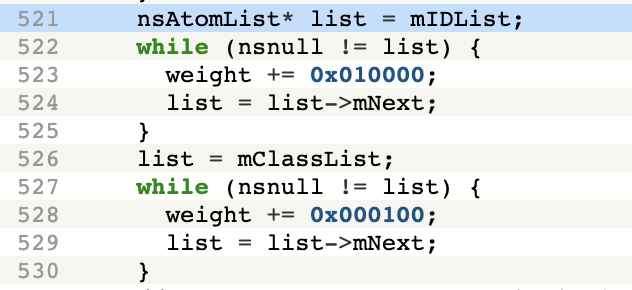 521 nsAtomList* list = mIDList;
522 while (nsnull != list) {
523 weight += 0x010000;
524 list = list->mNext;
525 }
526 list = mClassList;
527 while (nsnull != list) {
528 weight += 0x000100;
529 list = list->mNext;
530 }